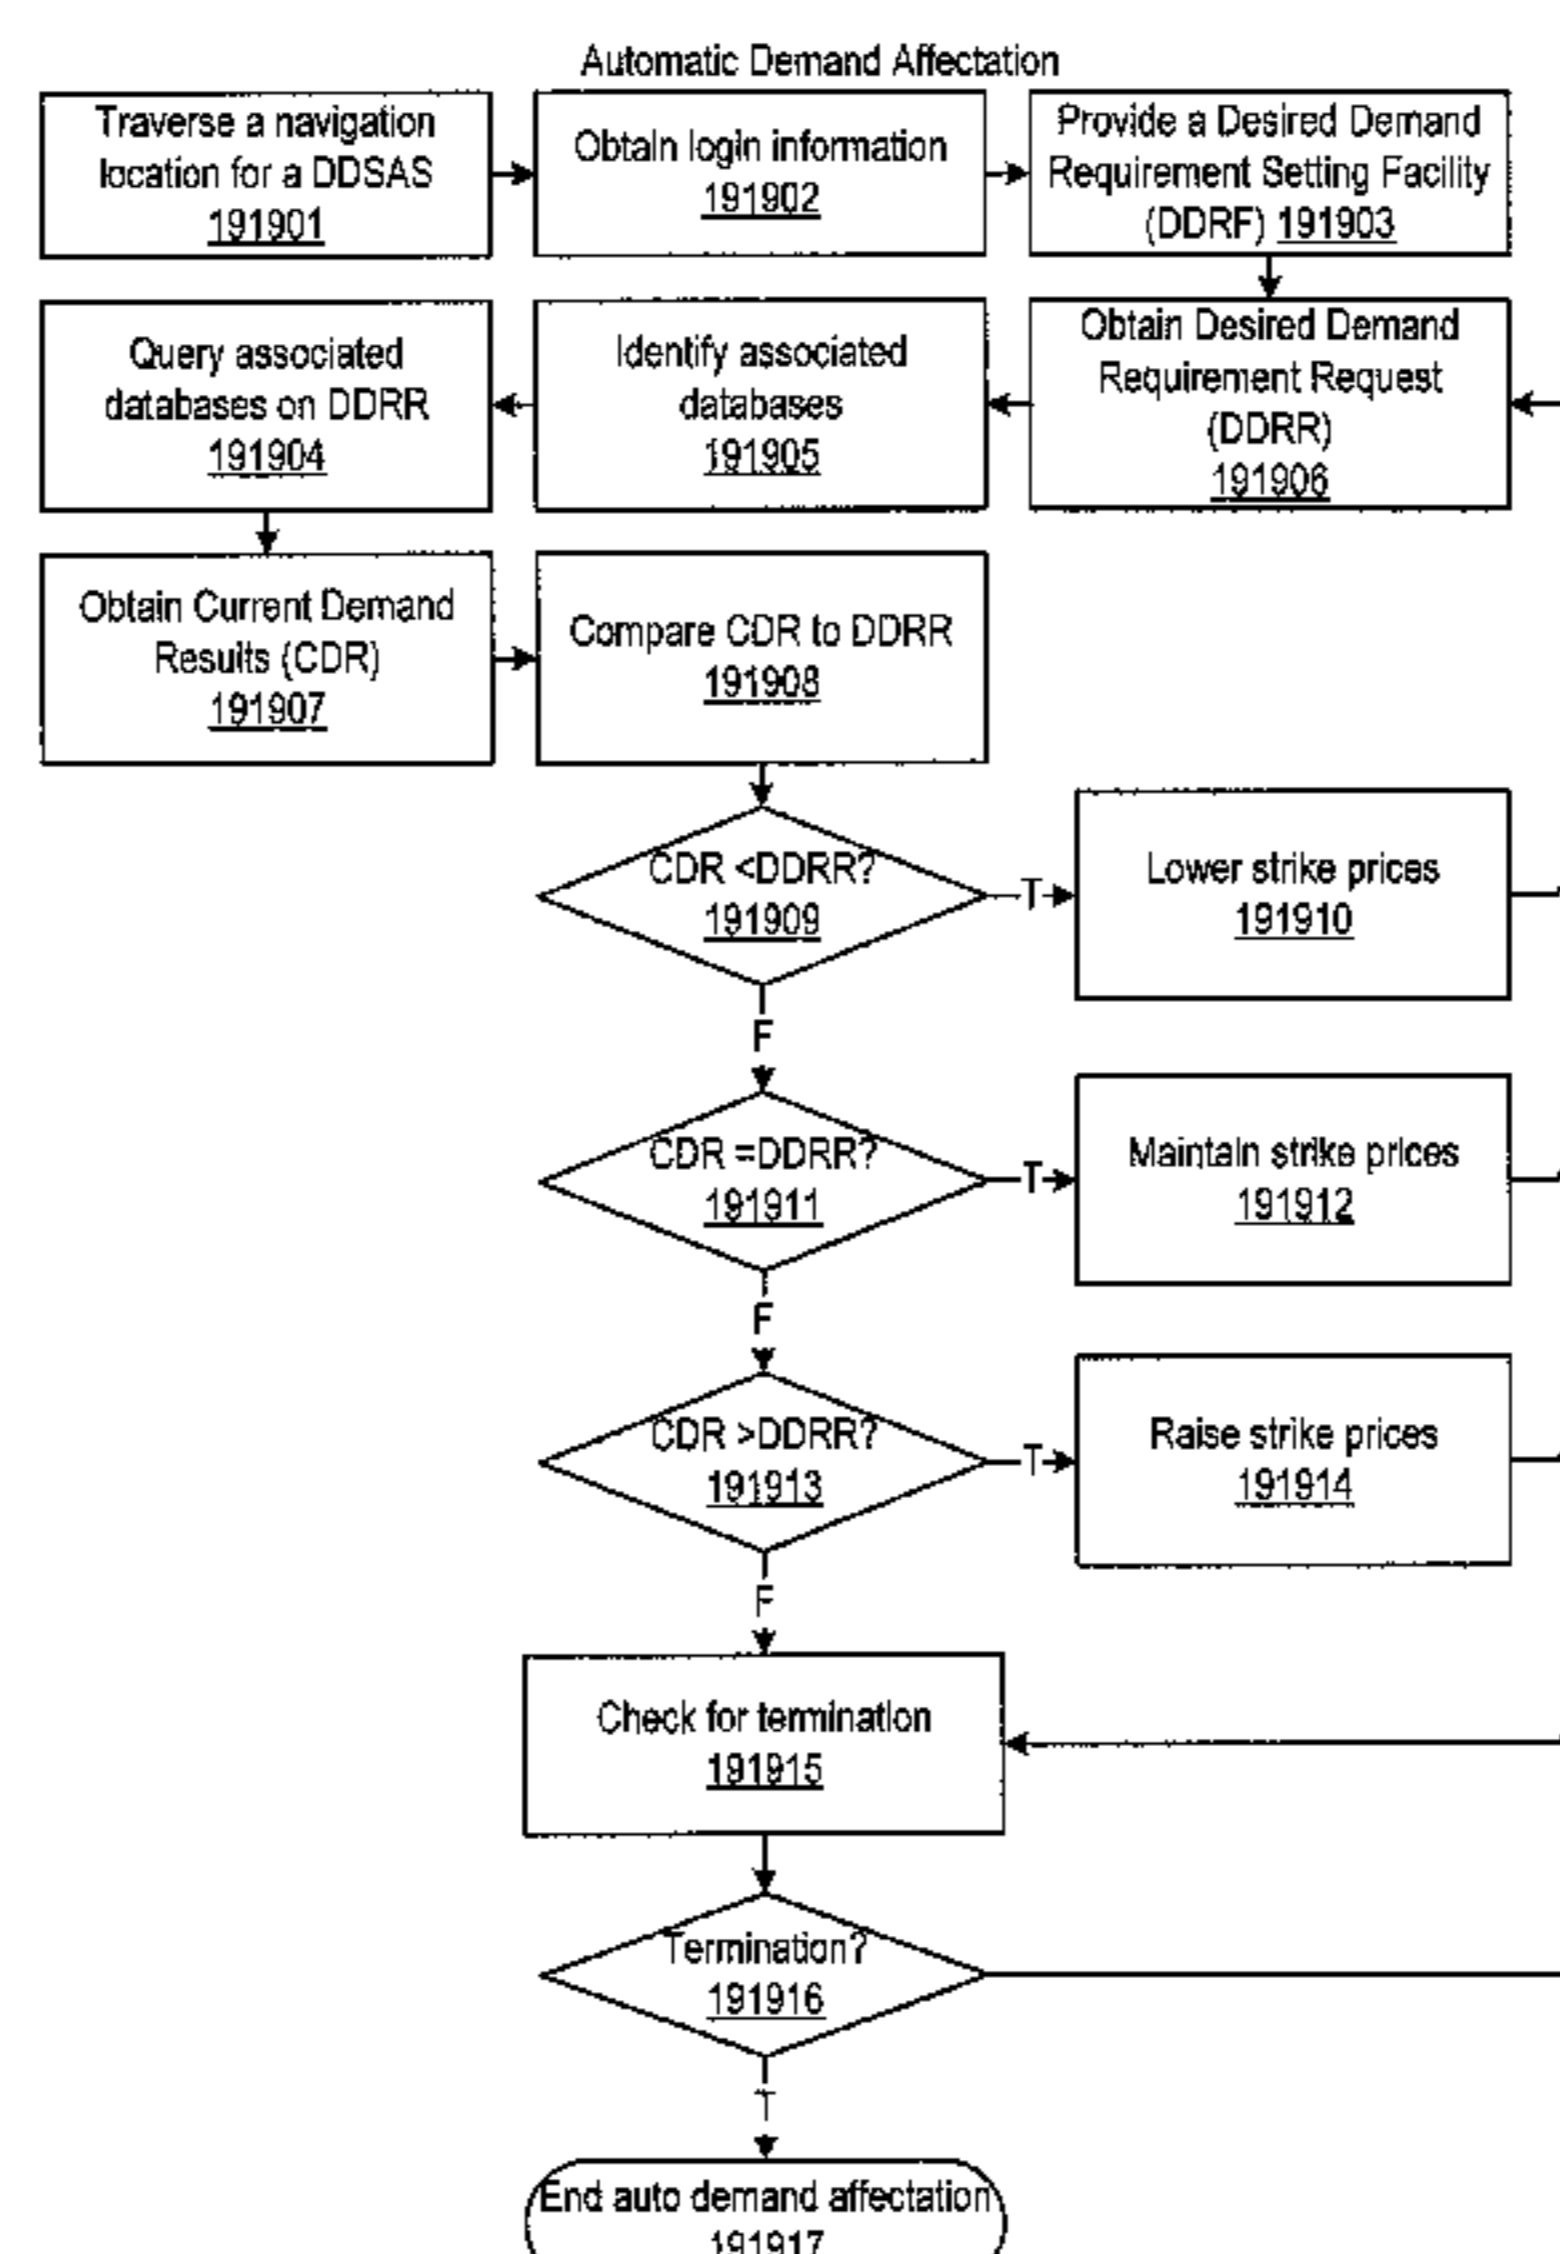 Automatic Demand Affectation
Traverse a navigation
location for a DDSAS
191901
Obtain login information
191902
Provide a Desired Demand
Requirement Setting Facility
(DDRF) 191903
Obtain Desired Demand
Requirement Request
(DDRR)
191906
Identify associated
databases
191905
Query associated
databases on DDRR
191904
Obtain Current Demand
Results (CDR)
191907
Compare CDR to DDRR
191908
CDR <DDRR?
191909
T
Lower strike prices
191910
F
CDR =DDRR?
191911
T
Maintain strike prices
191912
F
CDR >DDRR?
191913
T
Raise strike prices
191914
F
Check for termination
191915
Termination?
191916
T
End auto demand affectation
191917